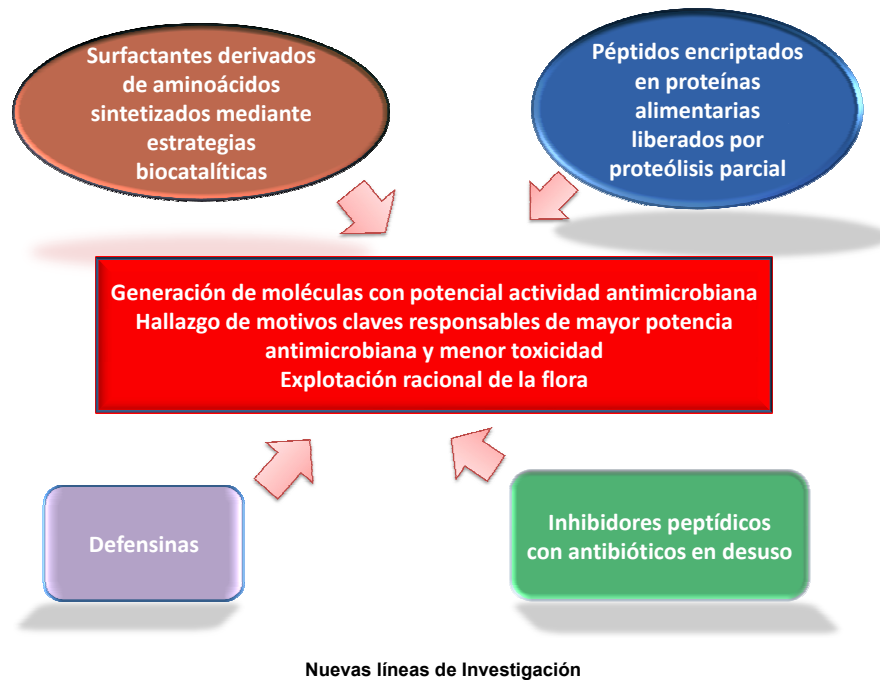 Surfactantes derivados
de aminoácidos
sintetizados mediante
estrategias
biocatalíticas
Péptidos encriptados
en proteínas
alimentarias
liberados por
proteólisis parcial
Generación de moléculas con potencial actividad antimicrobiana
Hallazgo de motivos claves responsables de mayor potencia
antimicrobiana y menor toxicidad
Explotación racional de la flora
Defensinas
Inhibidores peptídicos
con antibióticos en desuso
Nuevas líneas de Investigación